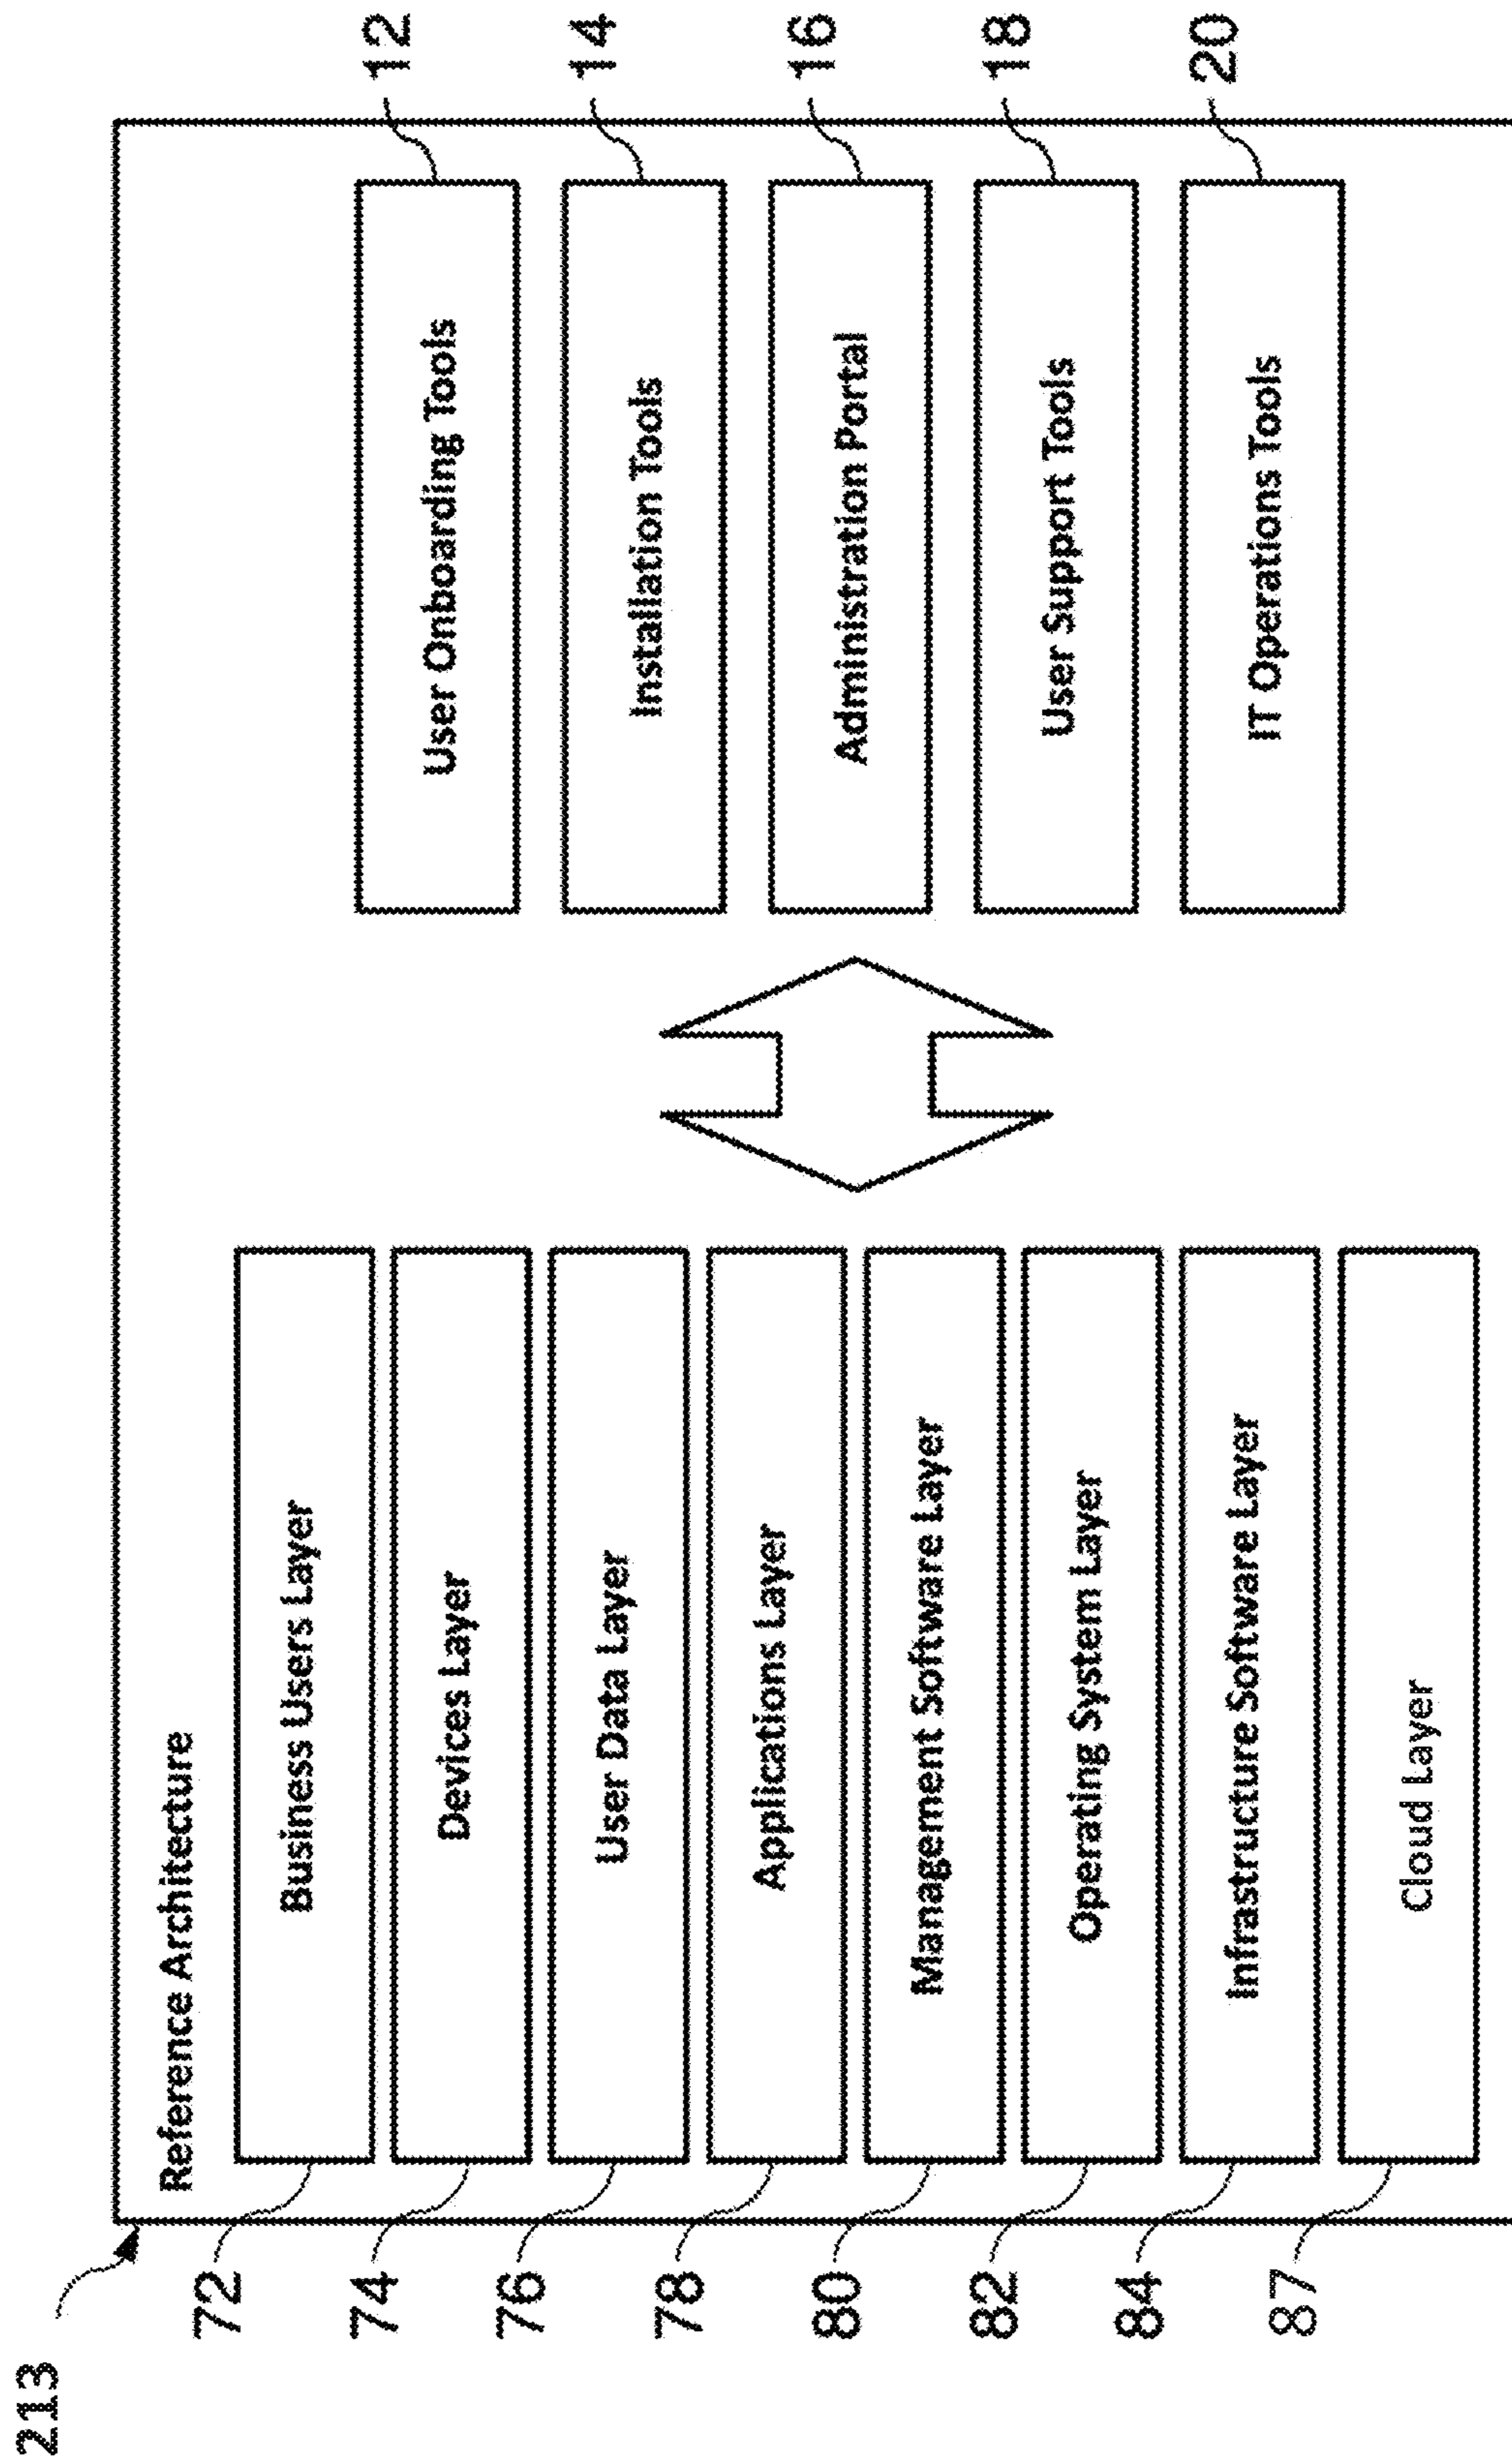 213
Reference Architecture
72
Business Users Layer
74
Devices Layer
76
User Data Layer
78
Applications Layer
80
Management Software Layer
82
Operating System Layer
84
Infrastructure Software Layer
87
Cloud Layer
User Onboarding Tools
12
Installation Tools
14
Administration Portal
16
User Support Tools
18
IT Operations Tools
20